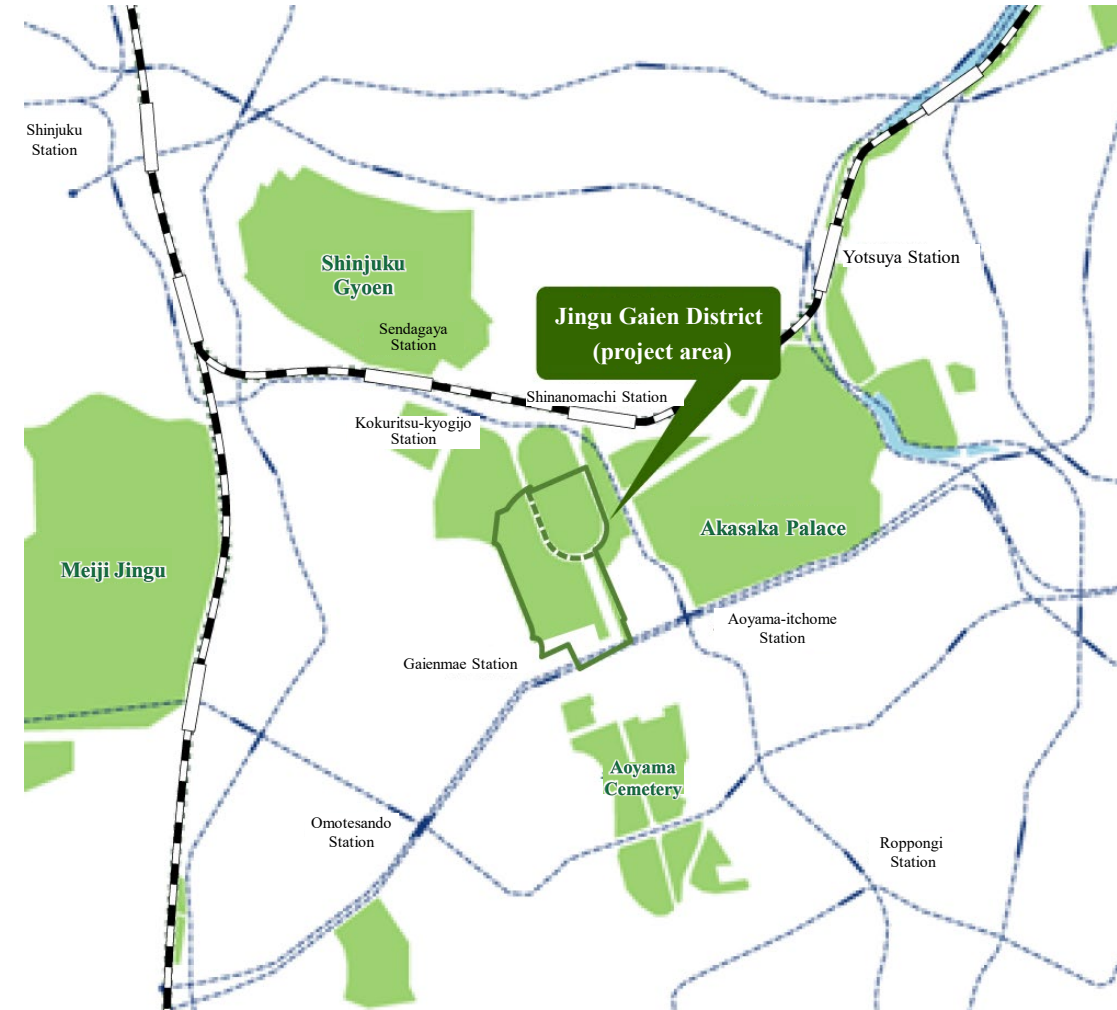 Shinjuku
Station
Shinjuku
Gyoen
Yotsuya Station
Jingu Gaien District
(project area)
Sendagaya
Station
Shinanomachi Station
Kokuritsu-kyogijo
Station
Akasaka Palace
Meiji Jingu
Aoyama-itchome
Station
Gaienmae Station
Aoyama
Cemetery
Omotesando
Station
Roppongi
Station